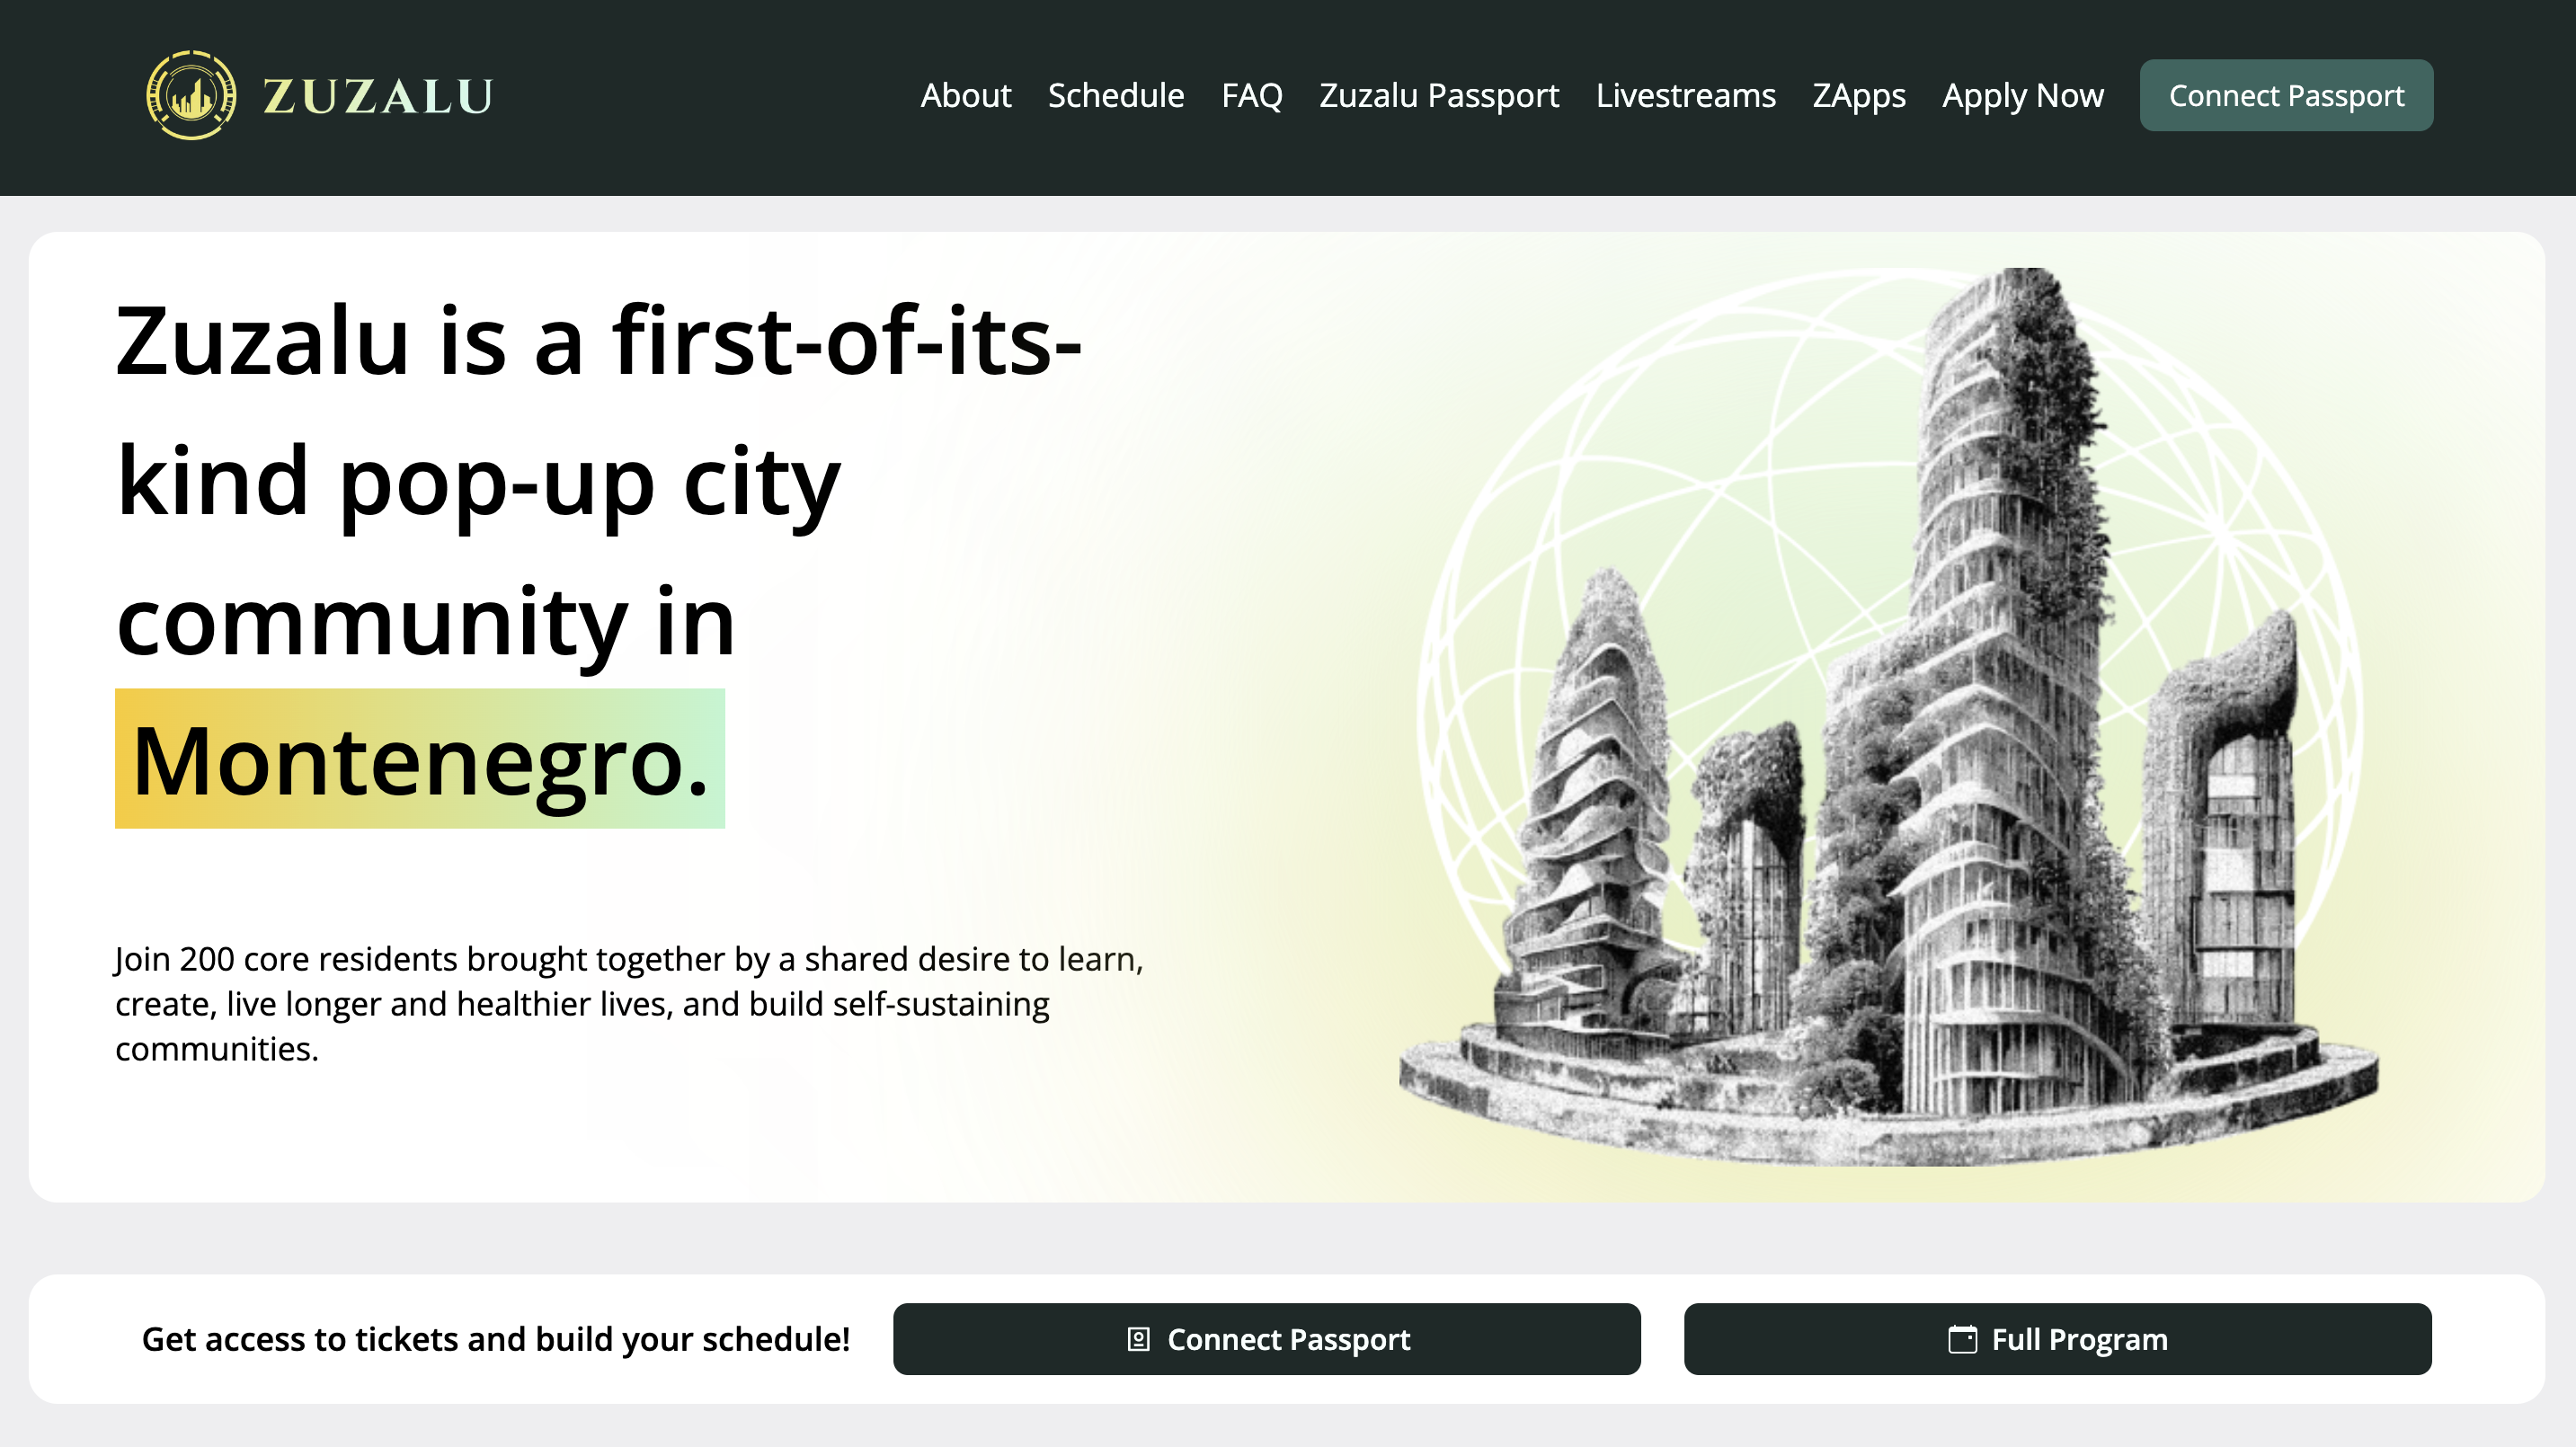 ZUZALU
About Schedule FAQ Zuzalu Passport Livestreams ZApps Apply Now Connect Passport
Zuzalu is a first-of-its-
kind pop-up city
community in
Montenegro.
Join 200 core residents brought together by a shared desire to learn,
create, live longer and healthier lives, and build self-sustaining
communities.
Get access to tickets and build your schedule! Connect Passport Full Program